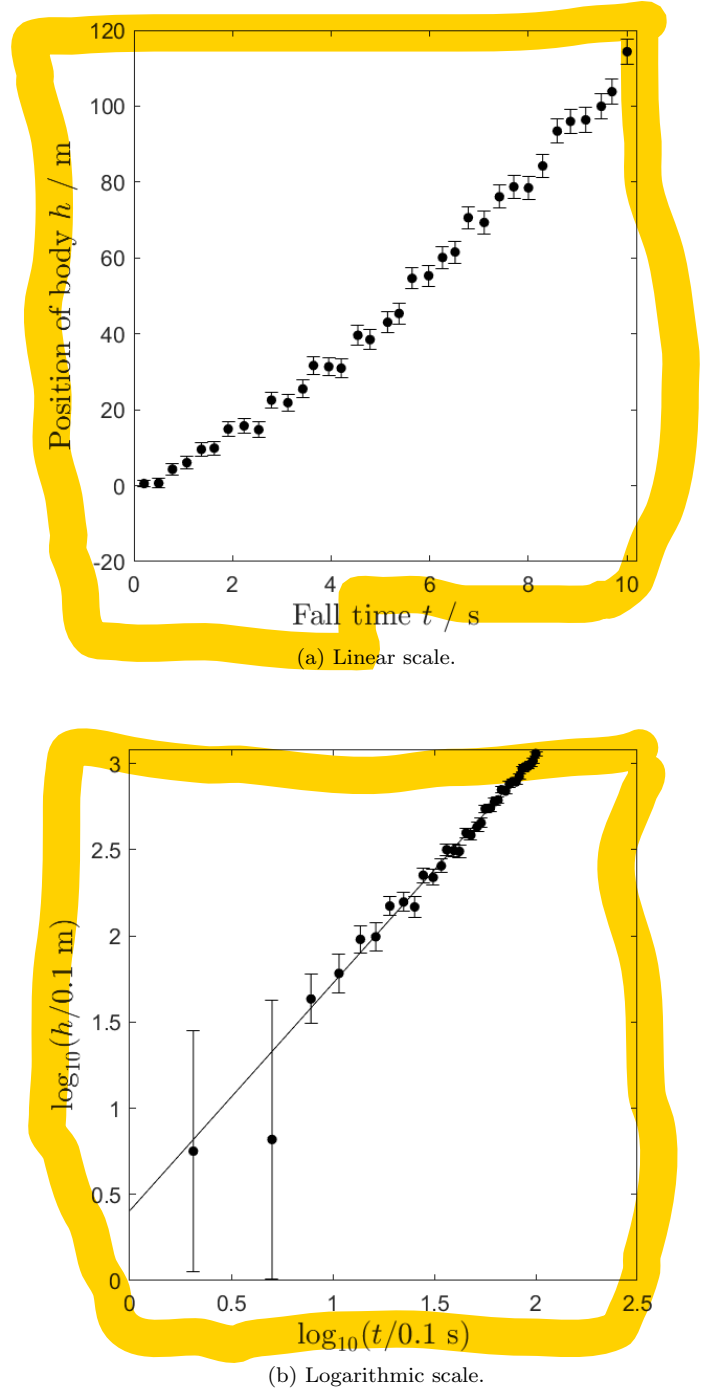 120
100
80
60
40
20
0
-20
Position of body h / m
0 2 4 6 8 10
Fall time t / s
(a) Linear scale.
3
2.5
2
1.5
1
0.5
0
log₁₀(h/0.1 m)
0 0.5 1 1.5 2 2.5
log₁₀(t/0.1 s)
(b) Logarithmic scale.